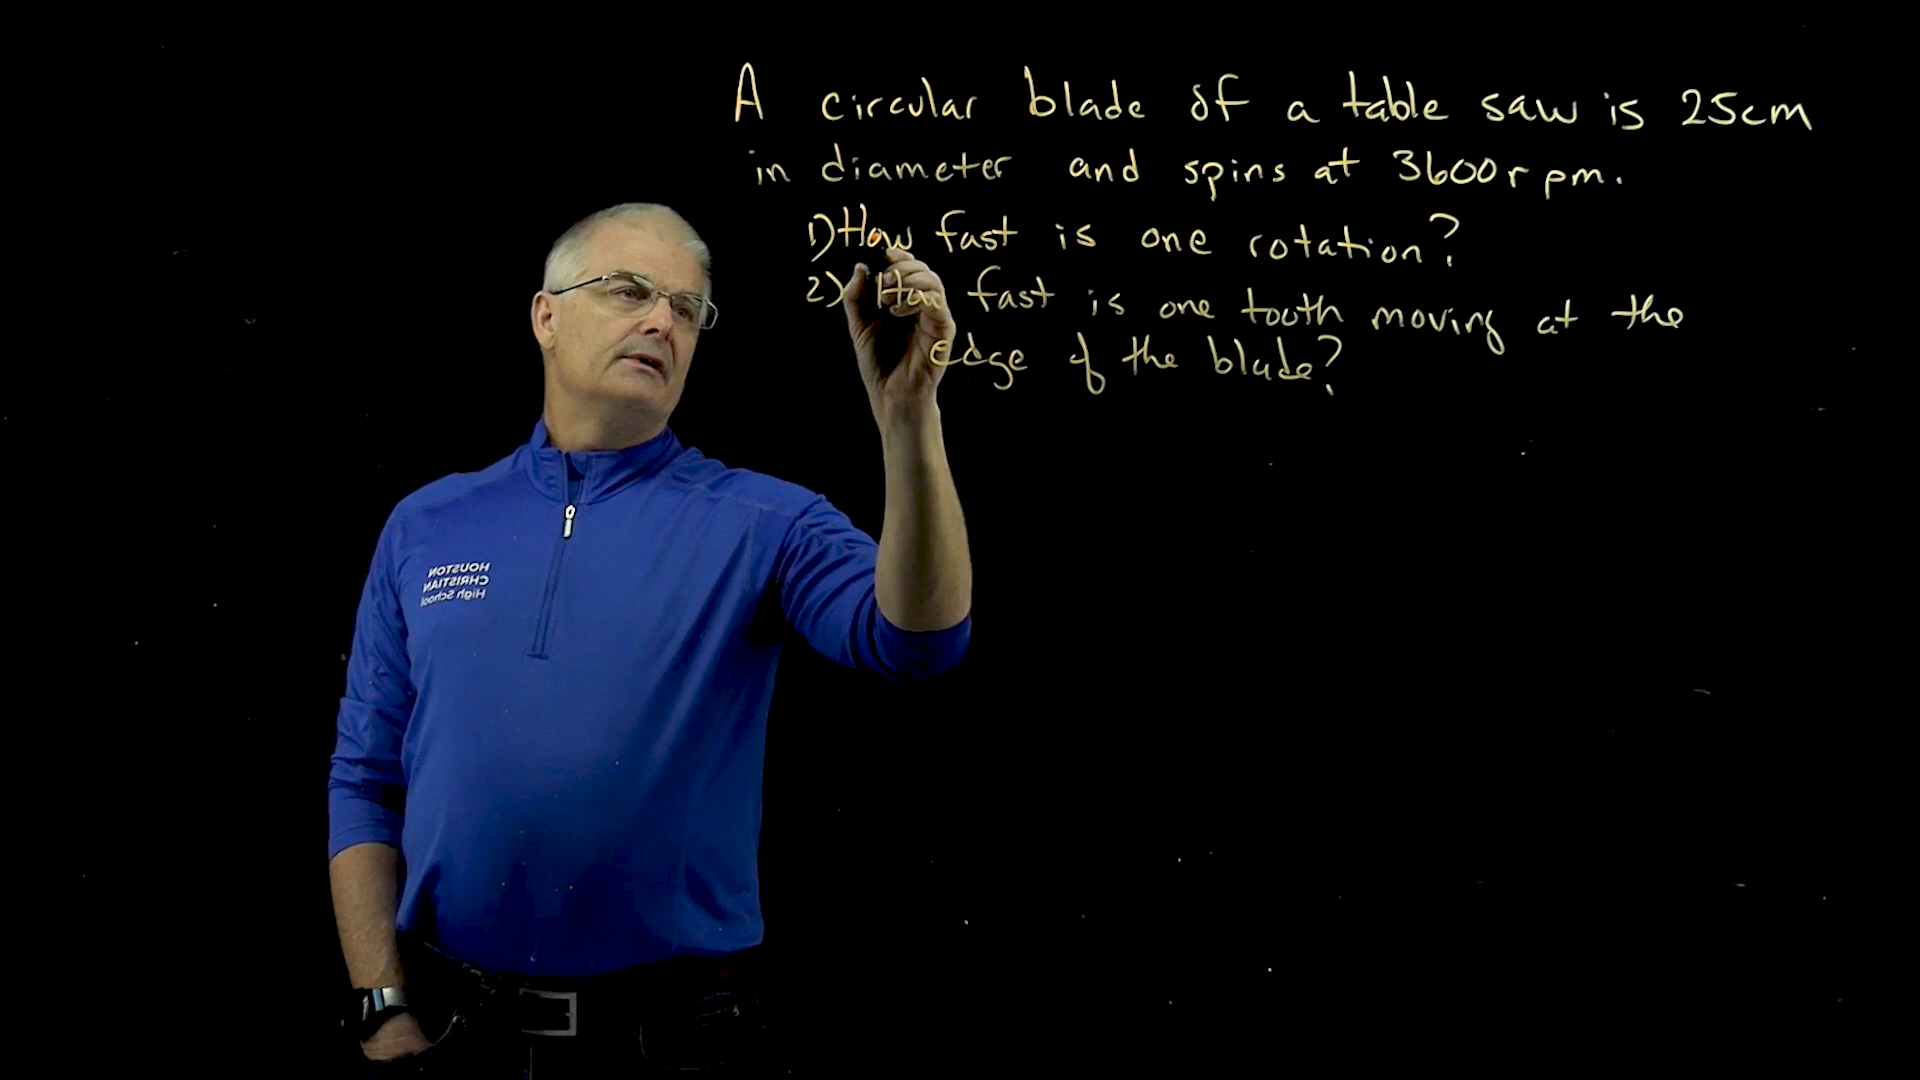 A circular blade of a table saw is 25cm
in diameter and spins at 3600rpm.
1) How fast is one rotation?
2) How fast is one tooth moving at the
edge of the blade?
HOUSTON
CHRISTIAN
High School